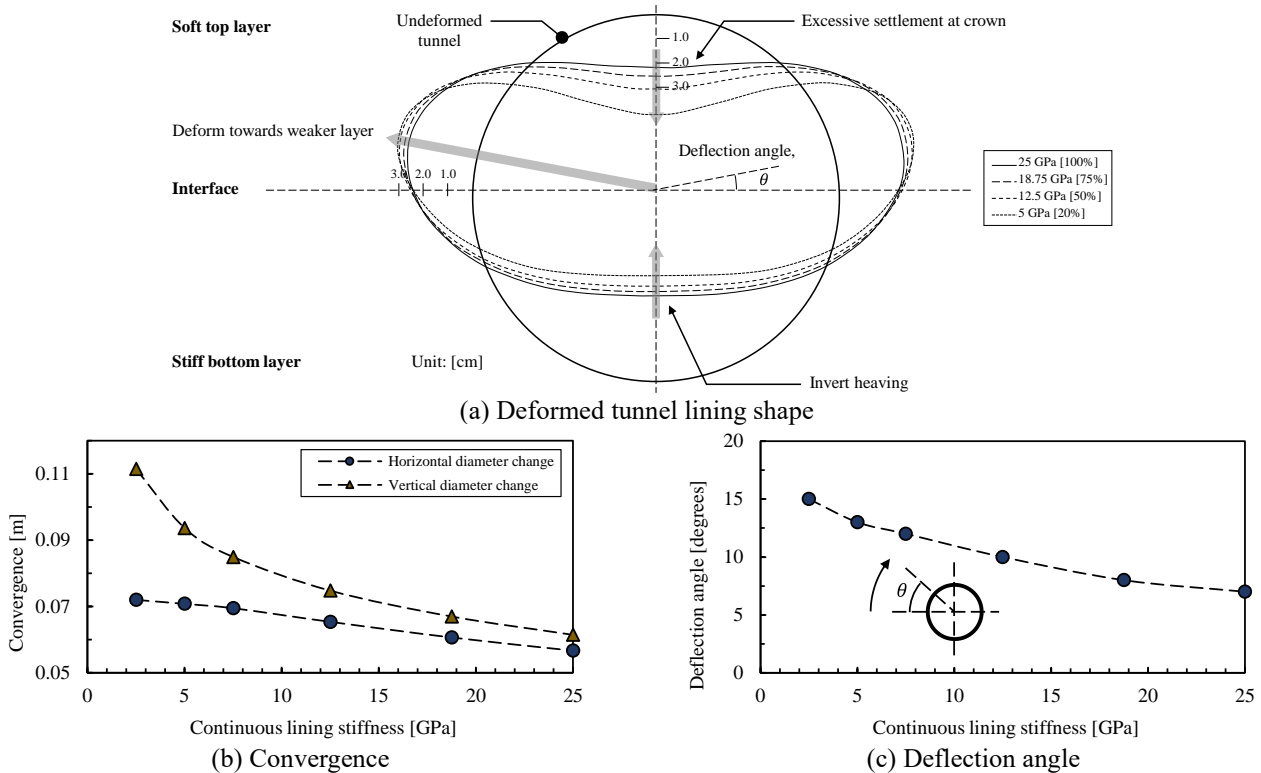 Soft top layer
Undeformed
tunnel
Excessive settlement at crown
1.0
2.0
3.0
Deform towards weaker layer
Deflection angle,
θ
Interface
3.0 2.0 1.0
25 GPa [100%]
18.75 GPa [75%]
12.5 GPa [50%]
5 GPa [20%]
Stiff bottom layer
Unit: [cm]
Invert heaving
(a) Deformed tunnel lining shape
Convergence [m]
0.11
0.09
0.07
0.05
Horizontal diameter change
Vertical diameter change
0 5 10 15 20 25
Continuous lining stiffness [GPa]
(b) Convergence
Deflection angle [degrees]
20
15
10
5
0
θ
0 5 10 15 20 25
Continuous lining stiffness [GPa]
(c) Deflection angle